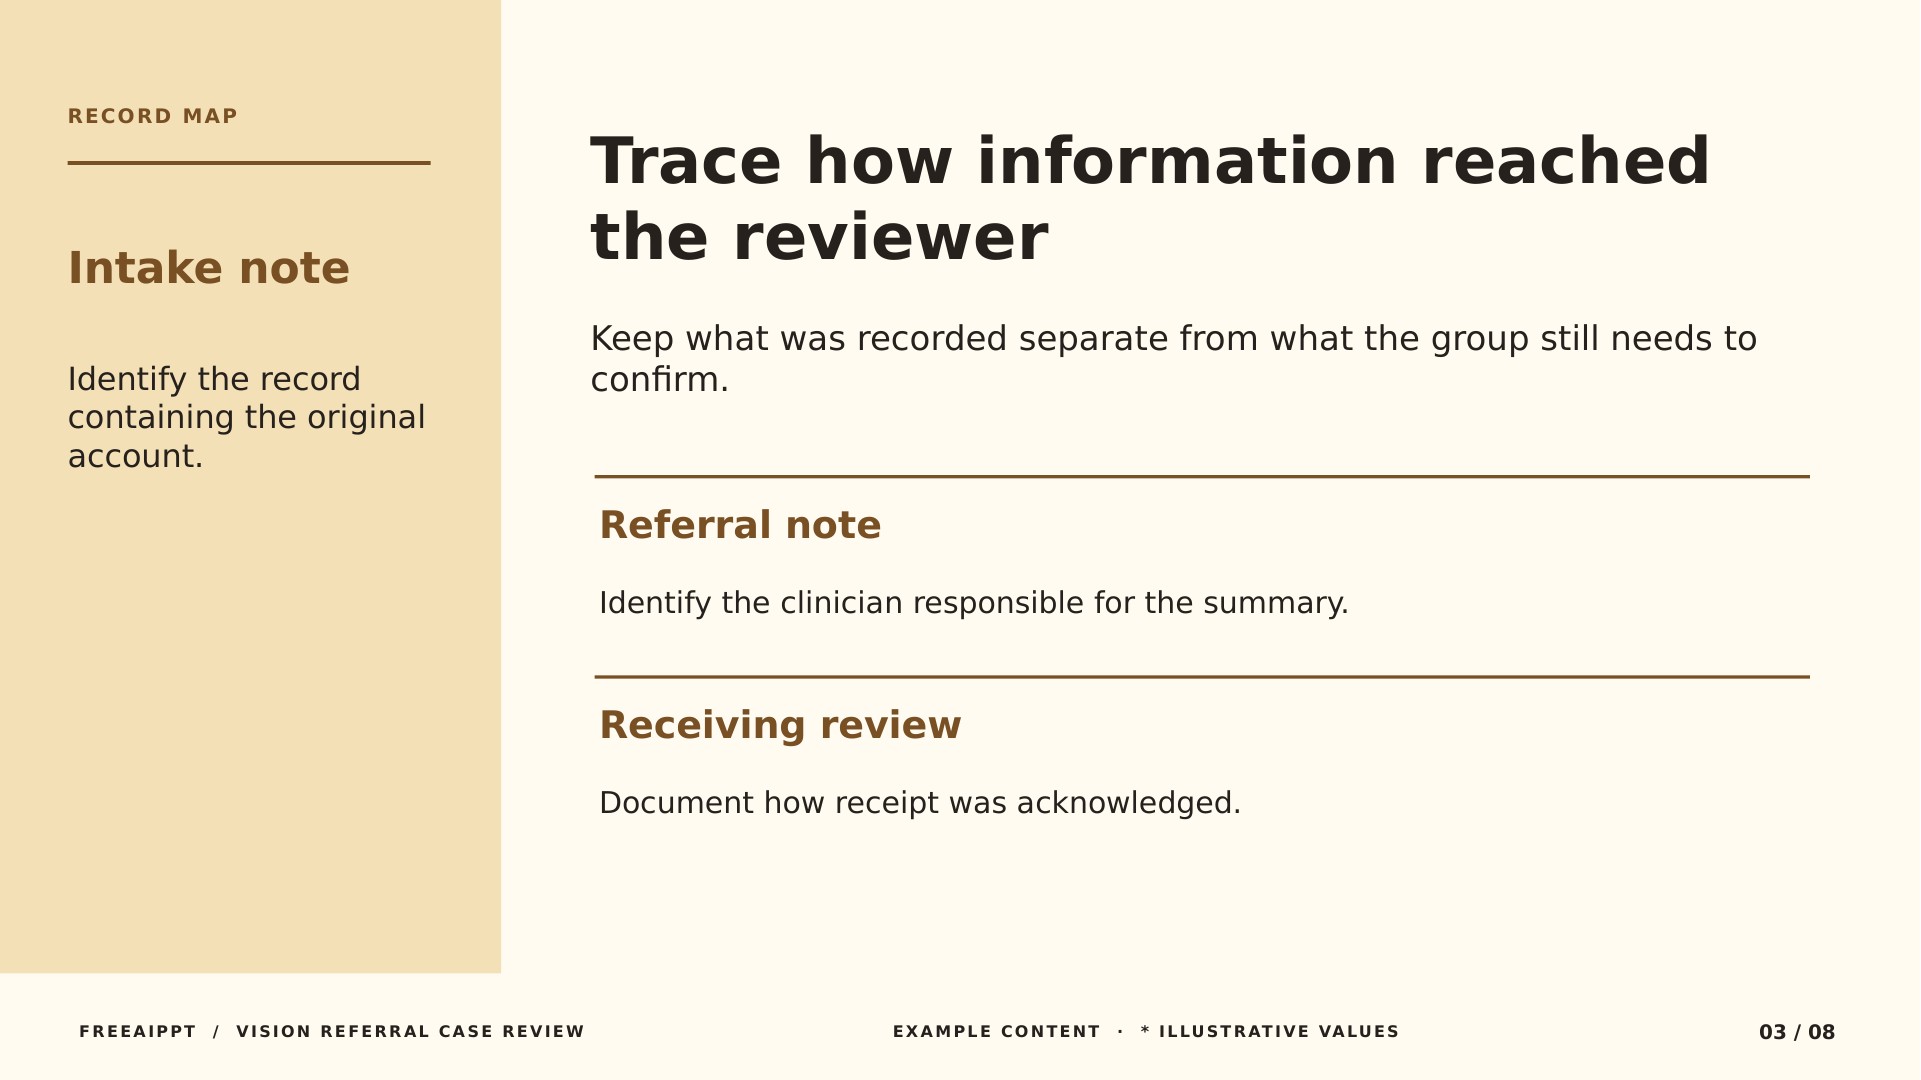 RECORD MAP
Intake note
Identify the record
containing the original
account.
Trace how information reached
the reviewer
Keep what was recorded separate from what the group still needs to
confirm.
Referral note
Identify the clinician responsible for the summary.
Receiving review
Document how receipt was acknowledged.
FREEAIPPT / VISION REFERRAL CASE REVIEW
EXAMPLE CONTENT · * ILLUSTRATIVE VALUES
03 / 08